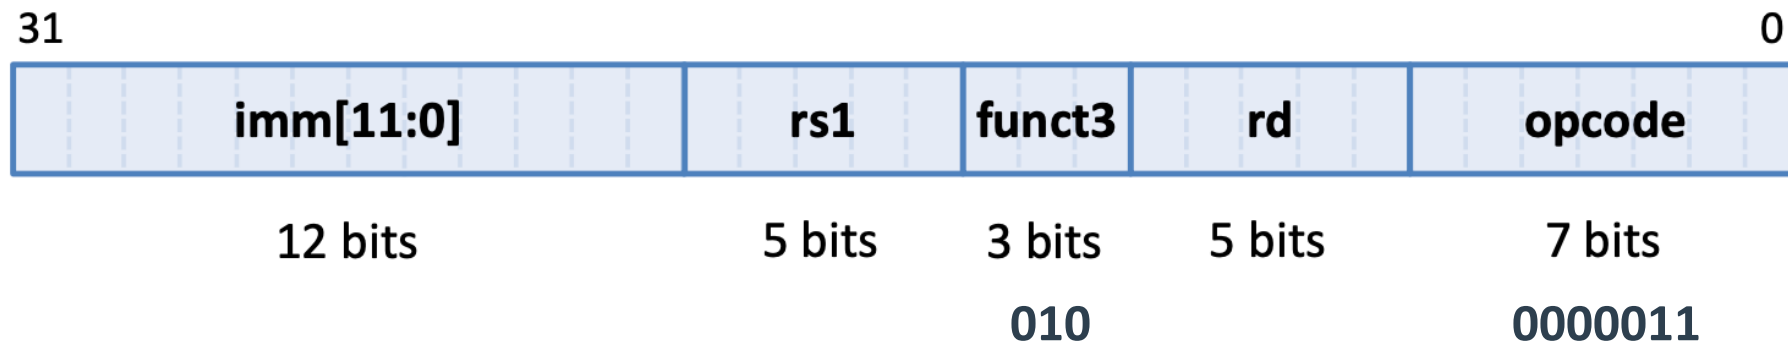 31 0
imm[11:0] rs1 funct3 rd opcode
12 bits 5 bits 3 bits 5 bits 7 bits
010 0000011